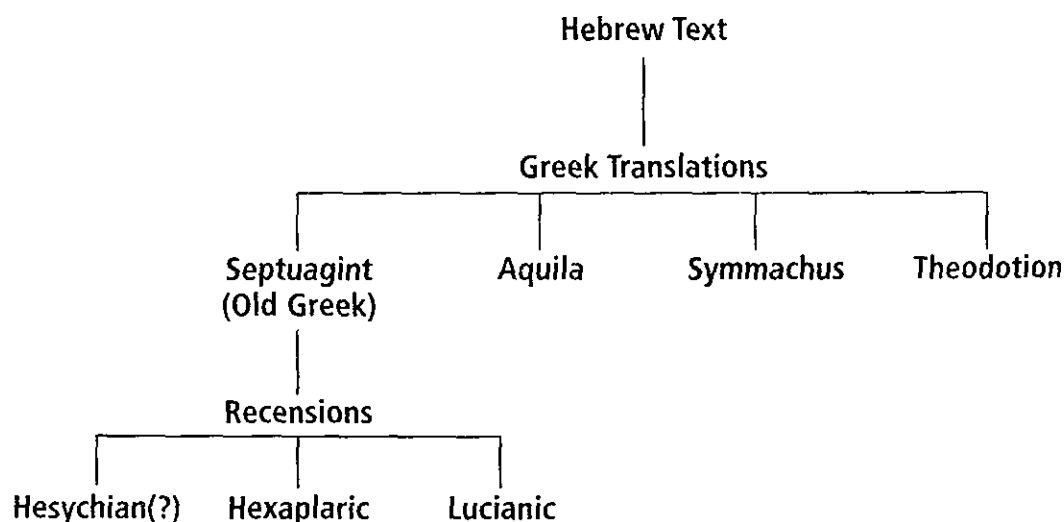 Hebrew Text
Greek Translations
Septuagint
(Old Greek)
Aquila
Symmachus
Theodotion
Recensions
Hesychian(?)
Hexaplaric
Lucianic